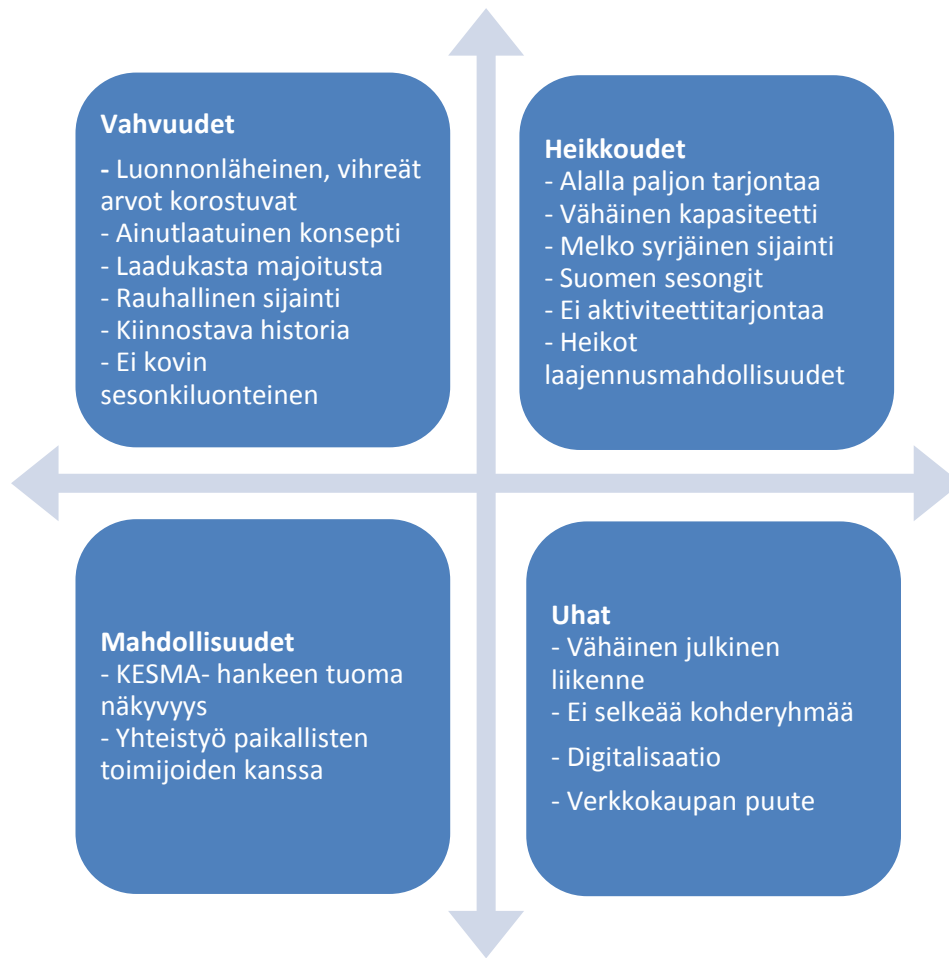 Vahvuudet
- Luonnonläheinen, vihreät
arvot korostuvat
- Ainutlaatuinen konsepti
- Laadukasta majoitusta
- Rauhallinen sijainti
- Kiinnostava historia
- Ei kovin
sesonkiluonteinen
Heikkoudet
- Alalla paljon tarjontaa
- Vähäinen kapasiteetti
- Melko syrjäinen sijainti
- Suomen sesongit
- Ei aktiviteettitarjontaa
- Heikot
laajennusmahdollisuudet
Mahdollisuudet
- KESMA- hankeen tuoma
näkyvyys
- Yhteistyö paikallisten
toimijoiden kanssa
Uhat
- Vähäinen julkinen
liikenne
- Ei selkeää kohderyhmää
- Digitalisaatio
- Verkkokaupan puute